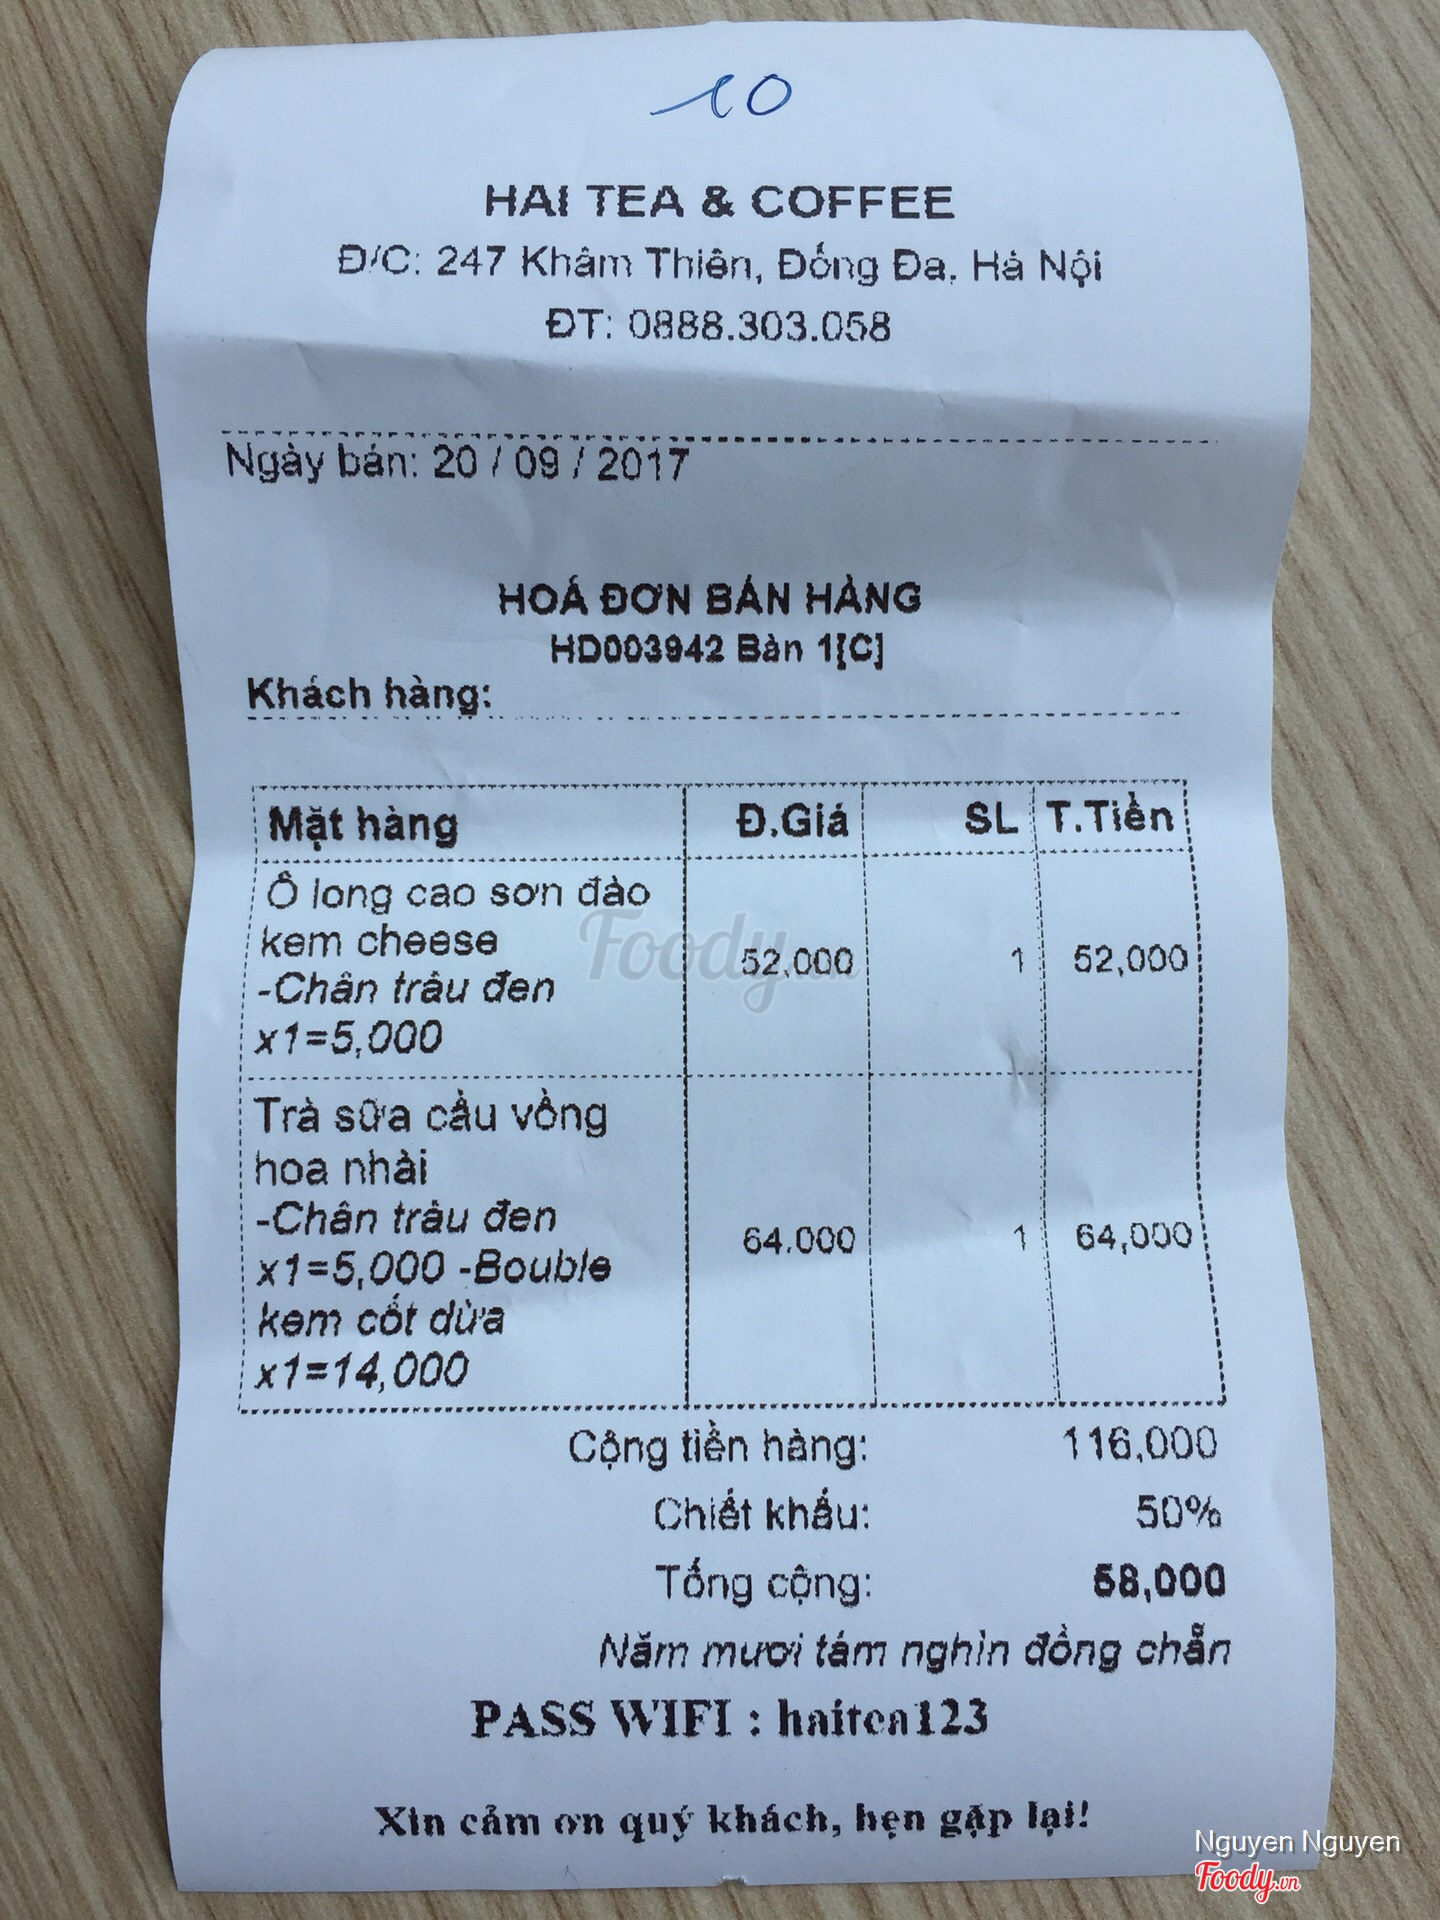 10
HAI TEA & COFFEE
Đ/C: 247 Khâm Thiên, Đống Đa, Hà Nội
ĐT: 0888.303.058
Ngày bán: 20 / 09 / 2017
HOÁ ĐƠN BÁN HÀNG
HD003942 Bàn 1[C]
Khách hàng:
Mặt hàng Đ.Giá SL T.Tiền
Ô long cao sơn đào
kem cheese 52,000 1 52,000
-Chân trâu đen
x1=5,000
Trà sữa cầu vồng
hoa nhài
-Chân trâu đen 64.000 1 64,000
x1=5,000 -Bouble
kem cốt dừa
x1=14,000
Cộng tiền hàng: 116,000
Chiết khấu: 50%
Tổng cộng: 58,000
Năm mươi tám nghìn đồng chẵn
PASS WIFI : haitea123
Xin cảm ơn quý khách, hẹn gặp lại!
Nguyen Nguyen
Foody.vn
Foody.vn